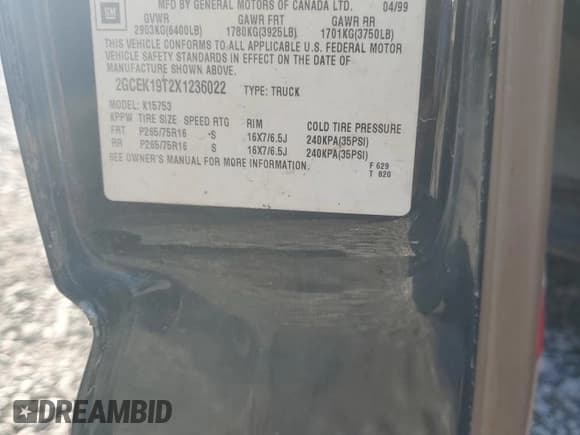 GM
MFD BY GENERAL MOTORS OF CANADA LTD. 04/99
GVWR GAWR FRT GAWR RR
2903KG(6400LB) 1780KG(3925LB) 1701KG(3750LB)
THIS VEHICLE CONFORMS TO ALL APPLICABLE U.S. FEDERAL MOTOR
VEHICLE SAFETY STANDARDS IN EFFECT ON THE DATE OF
MANUFACTURE SHOWN ABOVE.
2GCEK19T2X1236022 TYPE: TRUCK
MODEL: K15753
KPPW TIRE SIZE SPEED RTG RIM COLD TIRE PRESSURE
FRT P265/75R16 -S 16X7/6.5J 240KPA(35PSI)
RR P265/75R16 S 16X7/6.5J 240KPA(35PSI)
SEE OWNER'S MANUAL FOR MORE INFORMATION.
F 629
T 820
DREAMBID